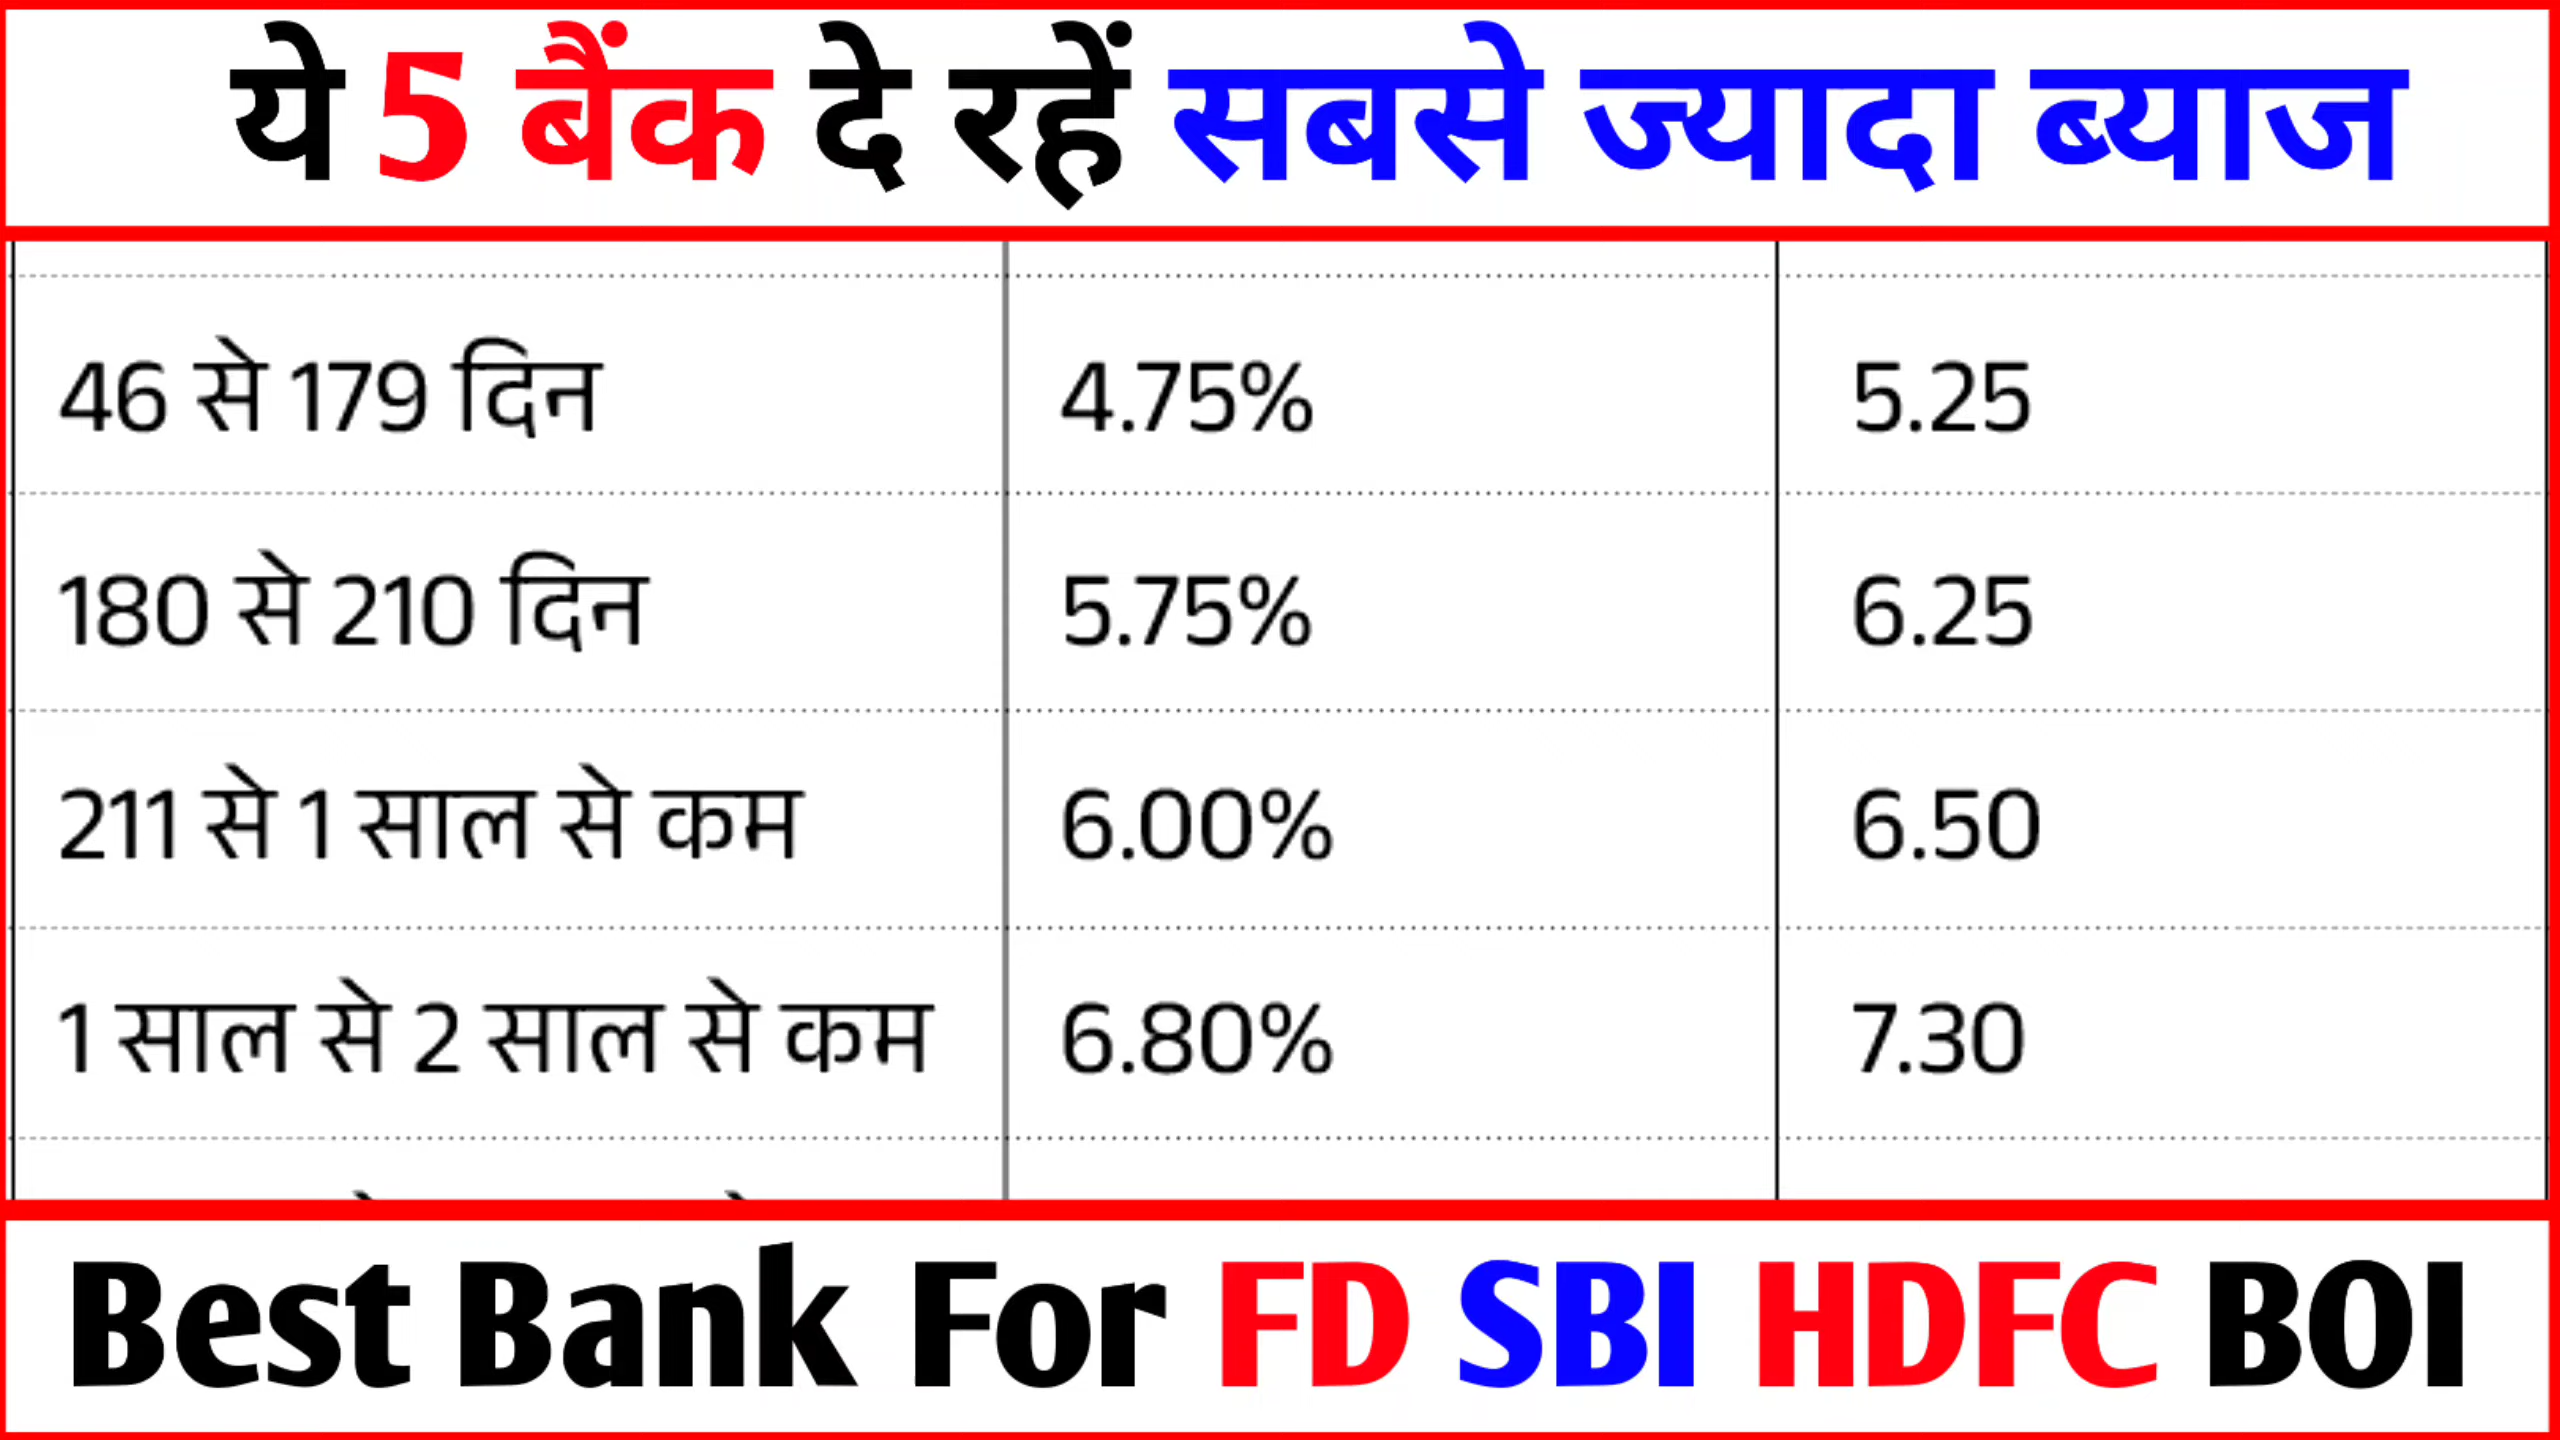 ये 5 बैंक दे रहें सबसे ज्यादा ब्याज
46 से 179 दिन 4.75% 5.25
180 से 210 दिन 5.75% 6.25
211 से 1 साल से कम 6.00% 6.50
1 साल से 2 साल से कम 6.80% 7.30
Best Bank For FD SBI HDFC BOI